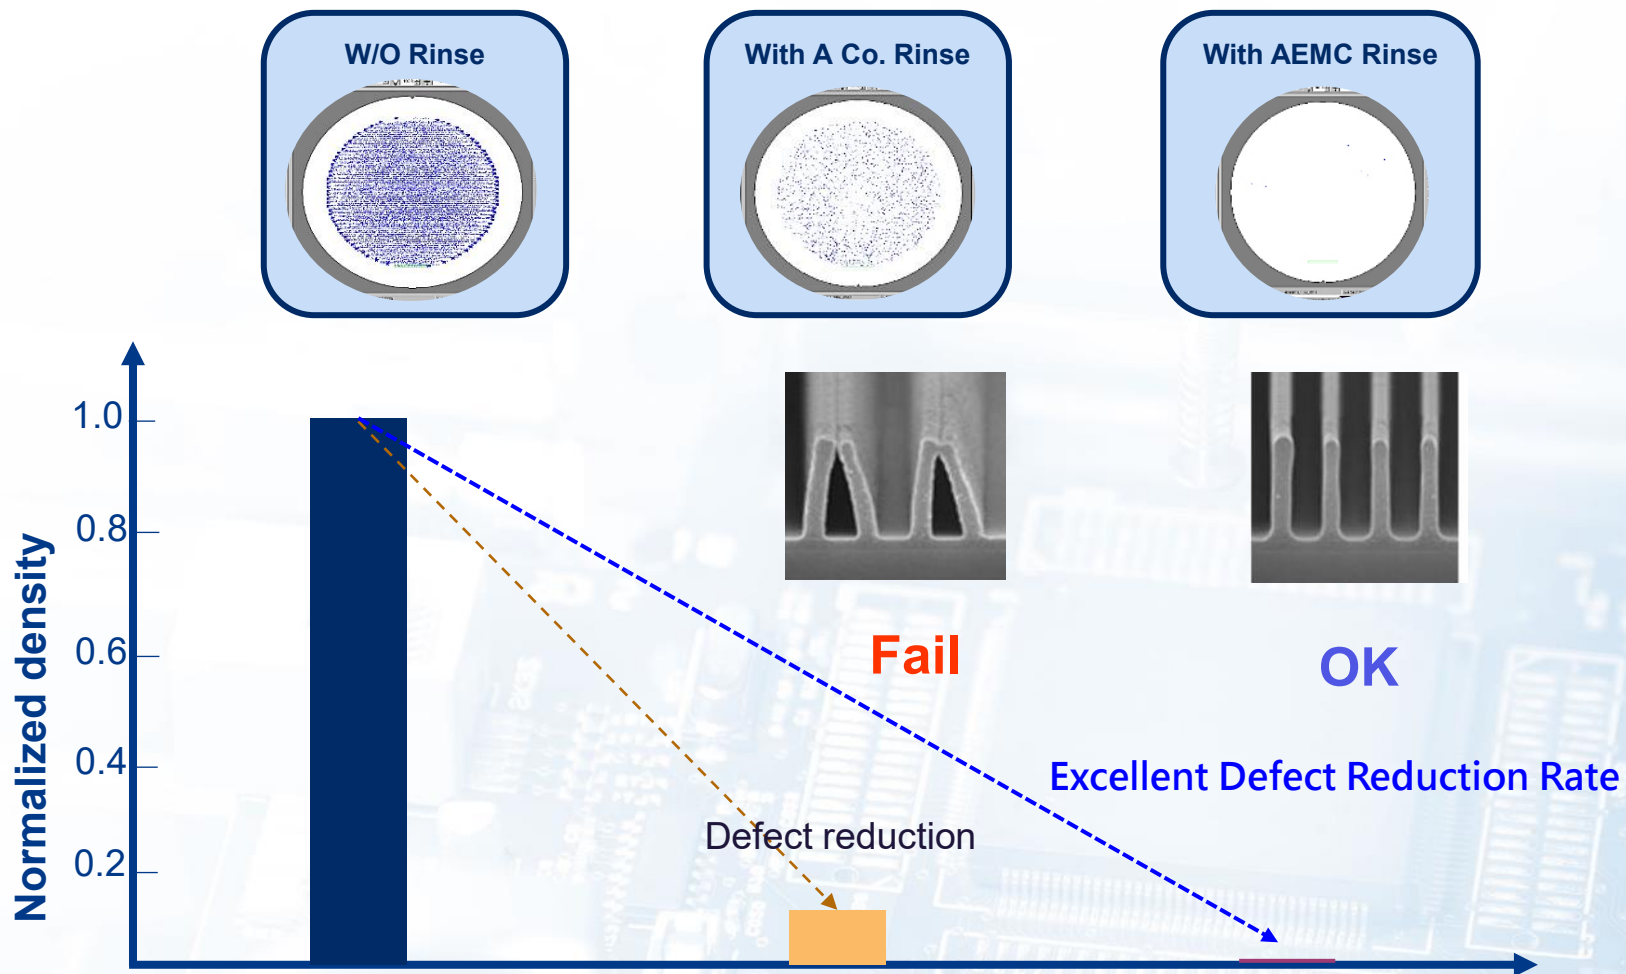 W/O Rinse
With A Co. Rinse
With AEMC Rinse
Normalized density
1.0
0.8
0.6
0.4
0.2
Fail
OK
Excellent Defect Reduction Rate
Defect reduction